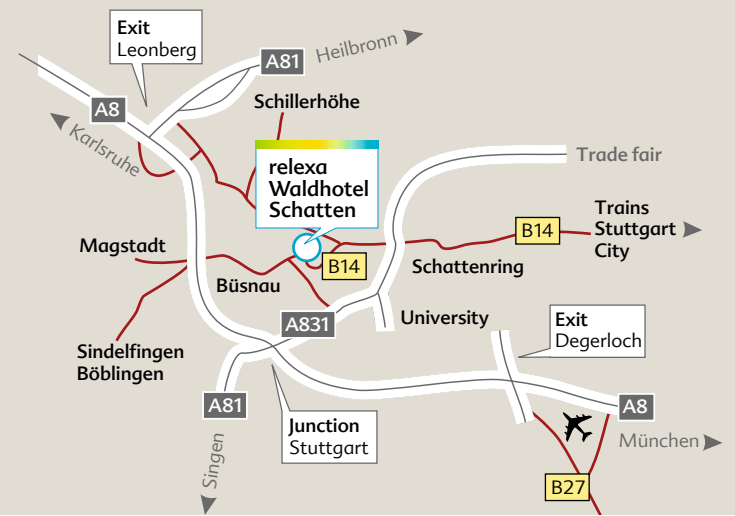 Exit
Leonberg
Heilbronn
A81
A8
Schillerhöhe
Karlsruhe
relexa
Waldhotel
Schatten
Trade fair
Trains
Stuttgart
City
B14
Magstadt
B14
Schattenring
Büsnau
A831
University
Exit
Degerloch
Sindelfingen
Böblingen
A81
A8
Junction
Stuttgart
München
Singen
B27